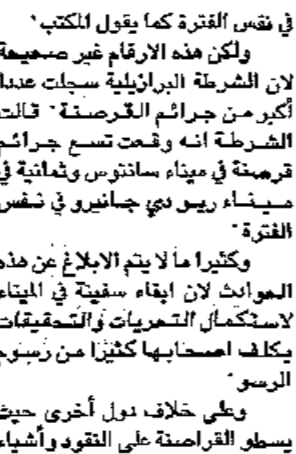 في نفس الفترة كما يقول المكتب .
ولكن هذه الارقام غير صحيحة
لان الشرطة البرازيلية سجلت عددا
أكبر من جرائم القرصنة . قالت
الشرطة انه وقعت تسع جرائم
قرصنة في ميناء سانتوس وثمانية في
ميناء ريو دي جانيرو في نفس
الفترة .
وكثيرا ما لا يتم الابلاغ عن هذه
الحوادث لان ابقاء سفينة في الميناء
لاستكمال التحريات والتحقيقات
يكلف اصحابها كثيرا من رسوم
الرسو .
وعلى خلاف دول أخرى حيث
يسطو القراصنة على النقود وأشياء